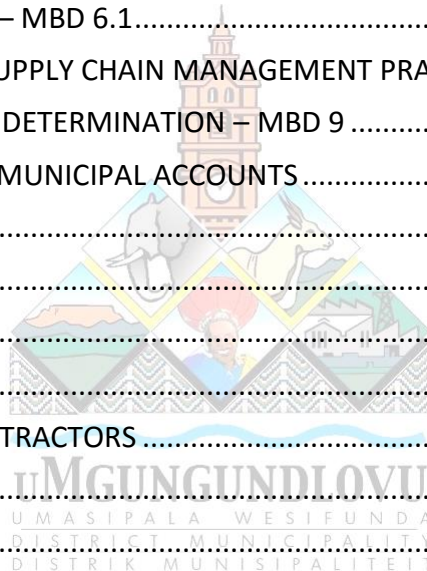 – MBD 6.1..............................
UPPLY CHAIN MANAGEMENT PRA
DETERMINATION – MBD 9 ........
MUNICIPAL ACCOUNTS.............
............................................
............................................
............................................
............................................
TRACTORS ...............................
............................................
uMGUNGUNDLOVU
UMASIPALA WESIFUNDA
DISTRICT MUNICIPALITY
............................................
DISTRIK MUNISIPALITEIT